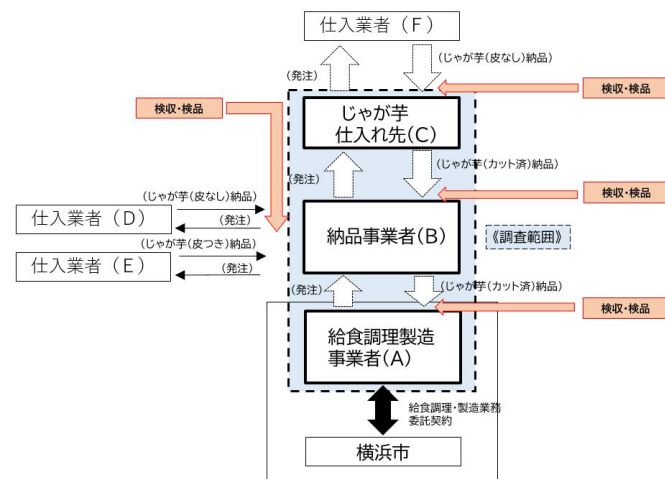 仕入業者（F）
(発注)
(じゃが芋(皮なし)納品)
検収・検品
検収・検品
じゃが芋
仕入れ先(C)
(発注)
(じゃが芋(カット済)納品)
検収・検品
(じゃが芋(皮なし)納品)
仕入業者（D）
(発注)
(じゃが芋(皮つき)納品)
仕入業者（E）
(発注)
納品事業者(B)
《調査範囲》
(発注)
(じゃが芋(カット済)納品)
検収・検品
給食調理製造
事業者(A)
給食調理・製造業務
委託契約
横浜市